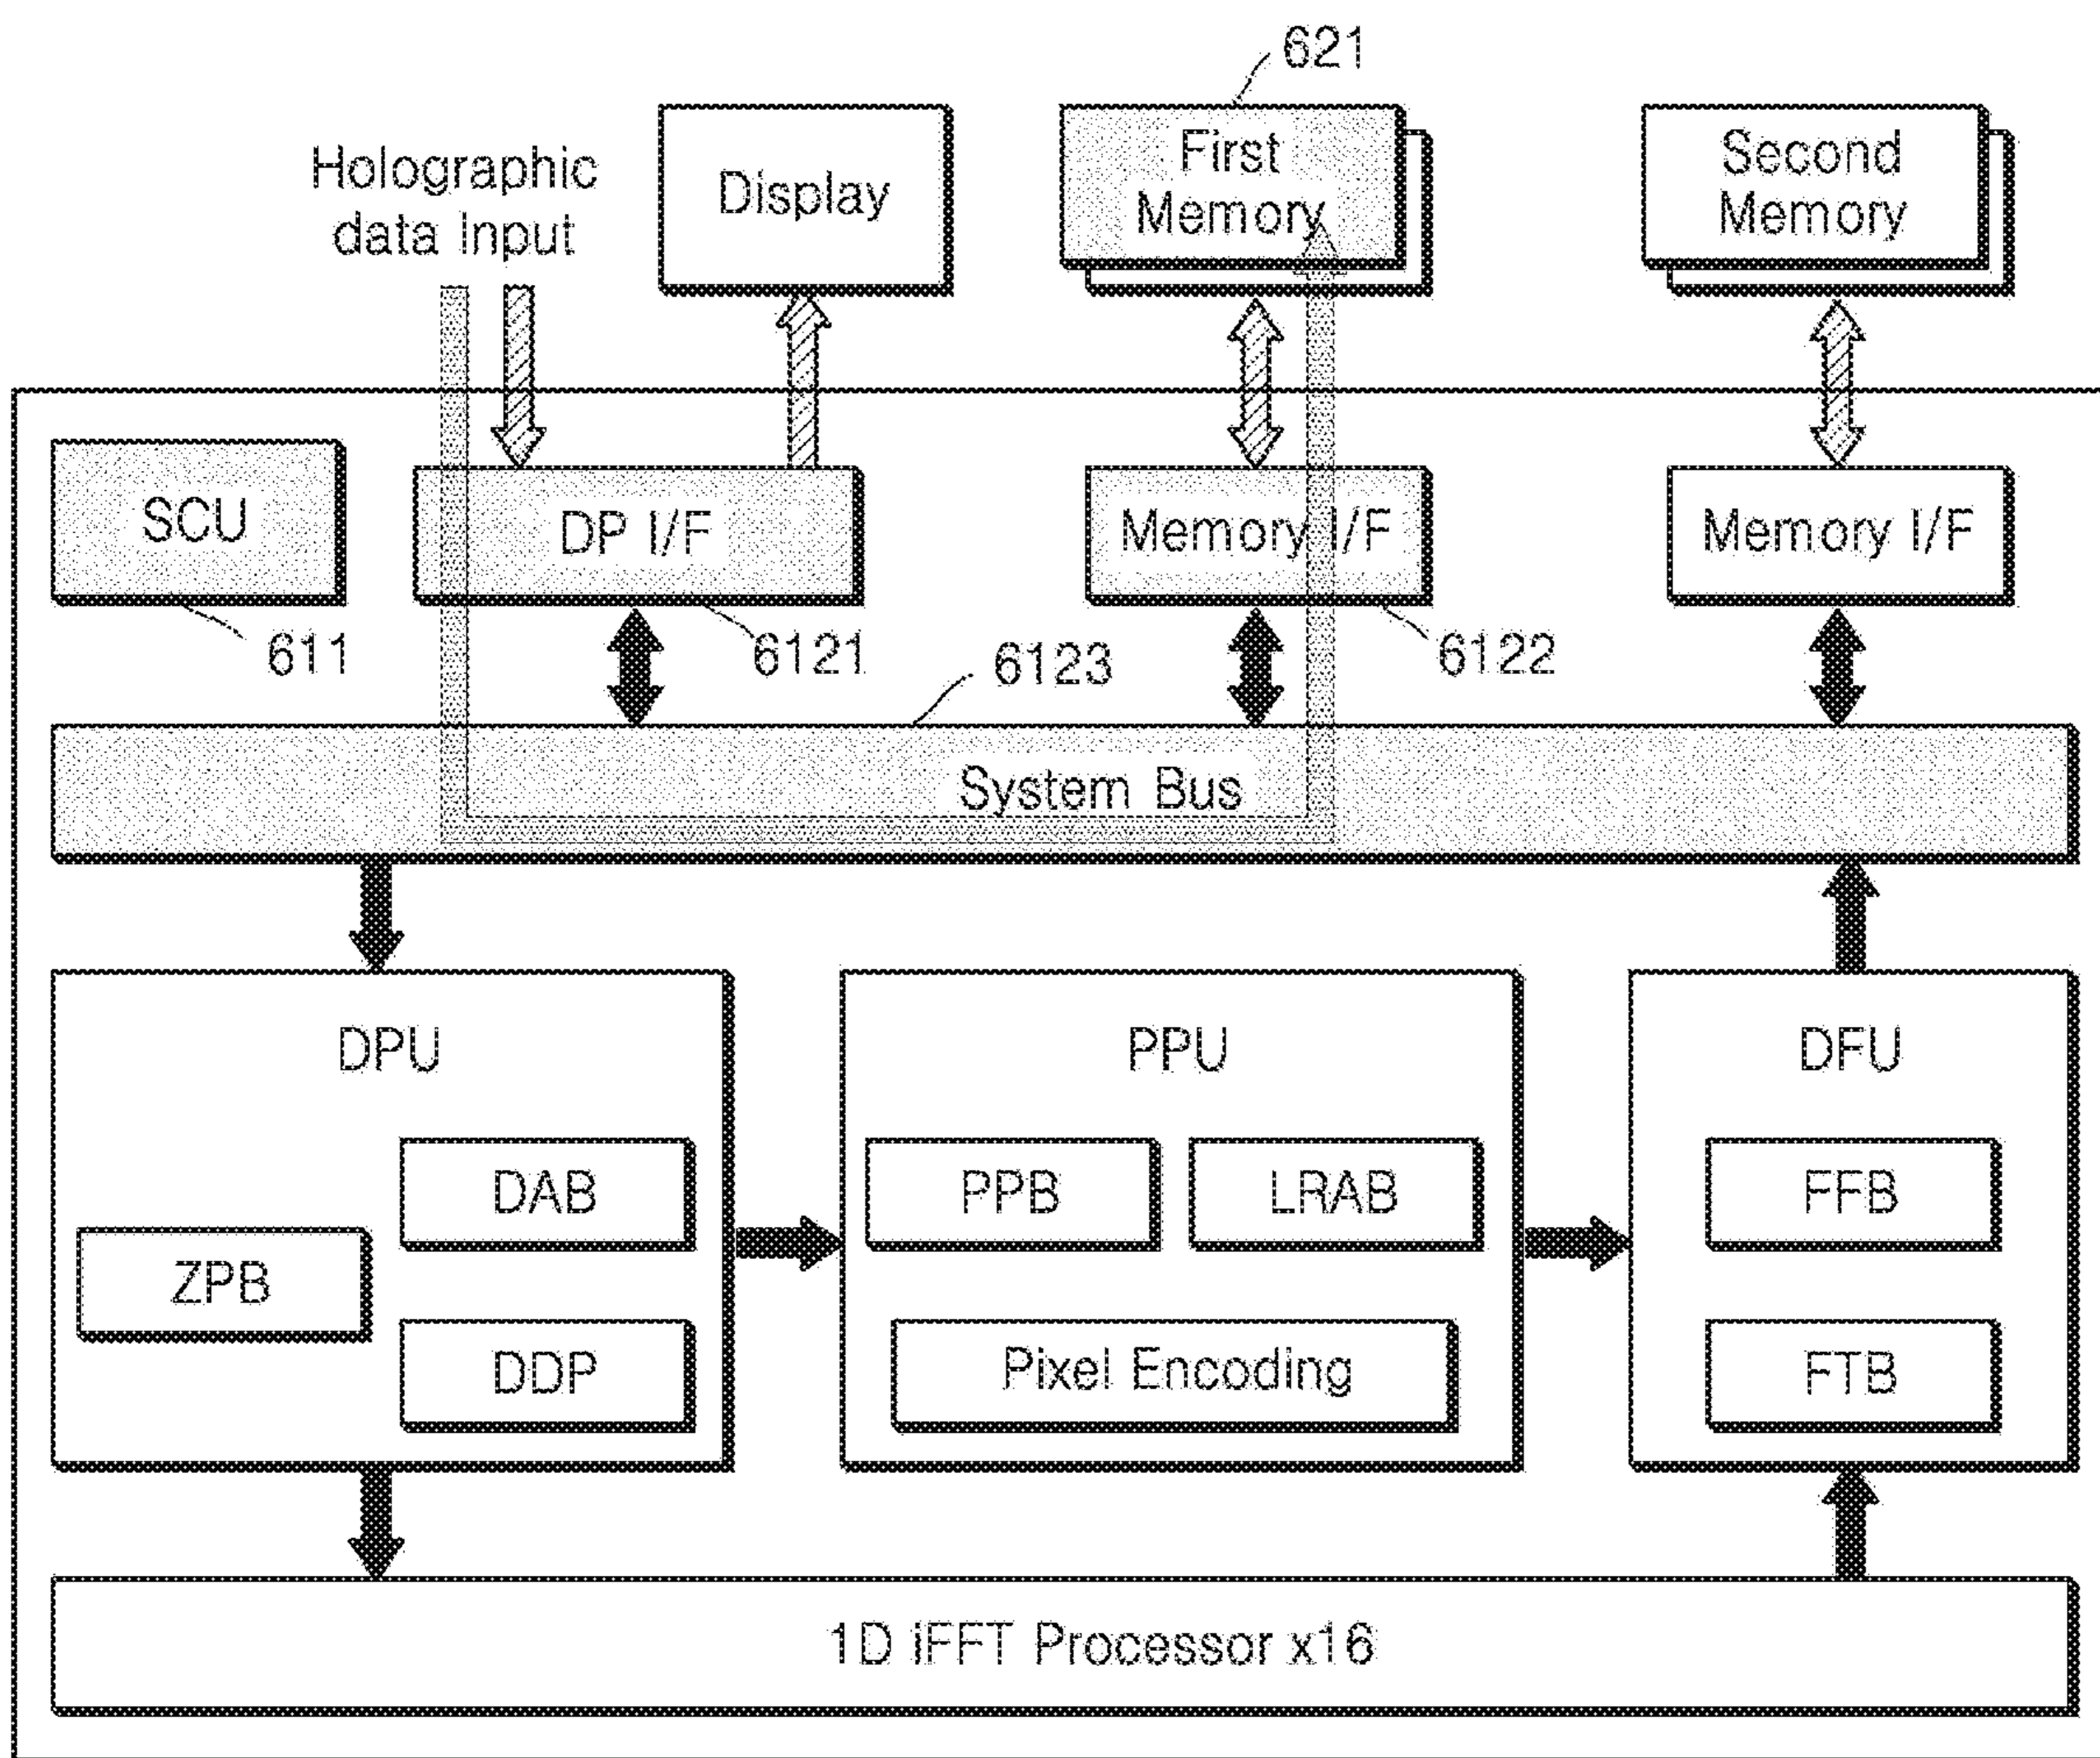 621
Holographic
data Input
Display
First
Memory
Second
Memory
SCU
DP I/F
Memory I/F
Memory I/F
611
6121
6123
6122
System Bus
DPU
PPU
DFU
DAB
PPB
LRAB
FFB
ZPB
DDP
Pixel Encoding
FTB
1D IFFT Processor x16